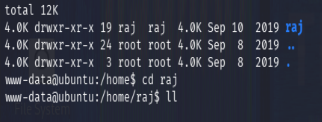 total 12K
4.0K drwxr-xr-x 19 raj  raj  4.0K Sep 10  2019 raj
4.0K drwxr-xr-x 24 root root 4.0K Sep  8  2019 ..
4.0K drwxr-xr-x  3 root root 4.0K Sep  8  2019 .
www-data@ubuntu:/home$ cd raj
www-data@ubuntu:/home/raj$ ll